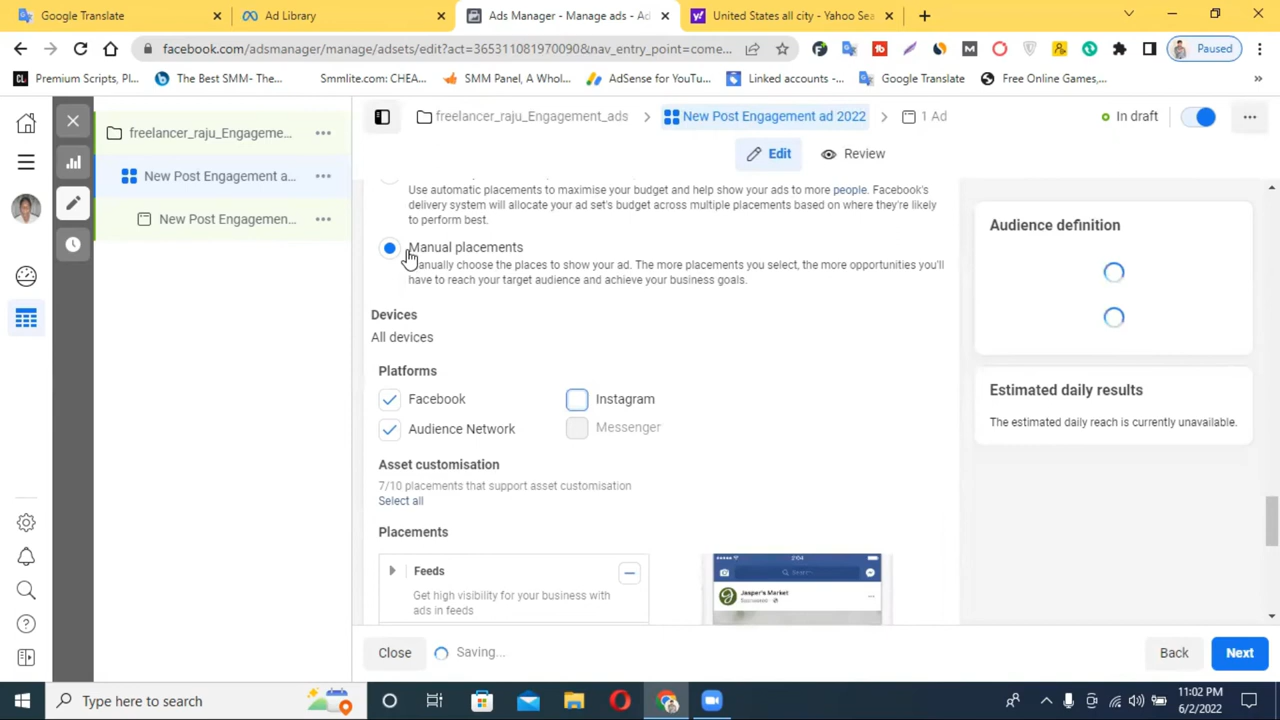 Google Translate
Ad Library
Ads Manager - Manage ads - Ad
United States all city - Yahoo Sea
facebook.com/adsmanager/manage/adsets/edit?act=365311081970090&nav_entry_point=come...
Paused
Premium Scripts, Pl...
The Best SMM- The...
Smmlite.com: CHEA...
SMM Panel, A Whol...
AdSense for YouTu...
Linked accounts -...
Google Translate
Free Online Games,...
freelancer_raju_Engageme...
New Post Engagement a...
New Post Engagemen...
freelancer_raju_Engagement_ads
New Post Engagement ad 2022
1 Ad
In draft
Edit
Review
Use automatic placements to maximise your budget and help show your ads to more people. Facebook's
delivery system will allocate your ad set's budget across multiple placements based on where they're likely
to perform best.
Manual placements
anually choose the places to show your ad. The more placements you select, the more opportunities you'll
have to reach your target audience and achieve your business goals.
Devices
All devices
Platforms
Facebook
Instagram
Audience Network
Messenger
Asset customisation
7/10 placements that support asset customisation
Select all
Placements
Feeds
Get high visibility for your business with
ads in feeds
2:04
Search
Jasper's Market
Sponsored
Audience definition
Estimated daily results
The estimated daily reach is currently unavailable.
Close
Saving...
Back
Next
Type here to search
11:02 PM
6/2/2022